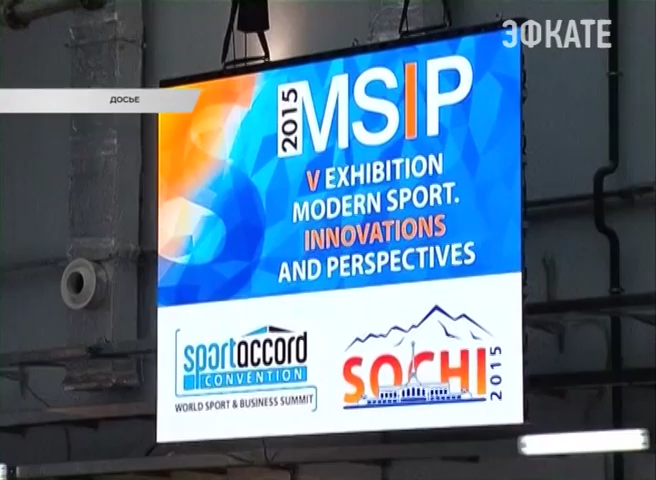 ЭФКАТЕ
ДОСЬЕ
2015 MSIP
V EXHIBITION
MODERN SPORT.
INNOVATIONS
AND PERSPECTIVES
sportaccord
CONVENTION
WORLD SPORT & BUSINESS SUMMIT
SOCHI 2015